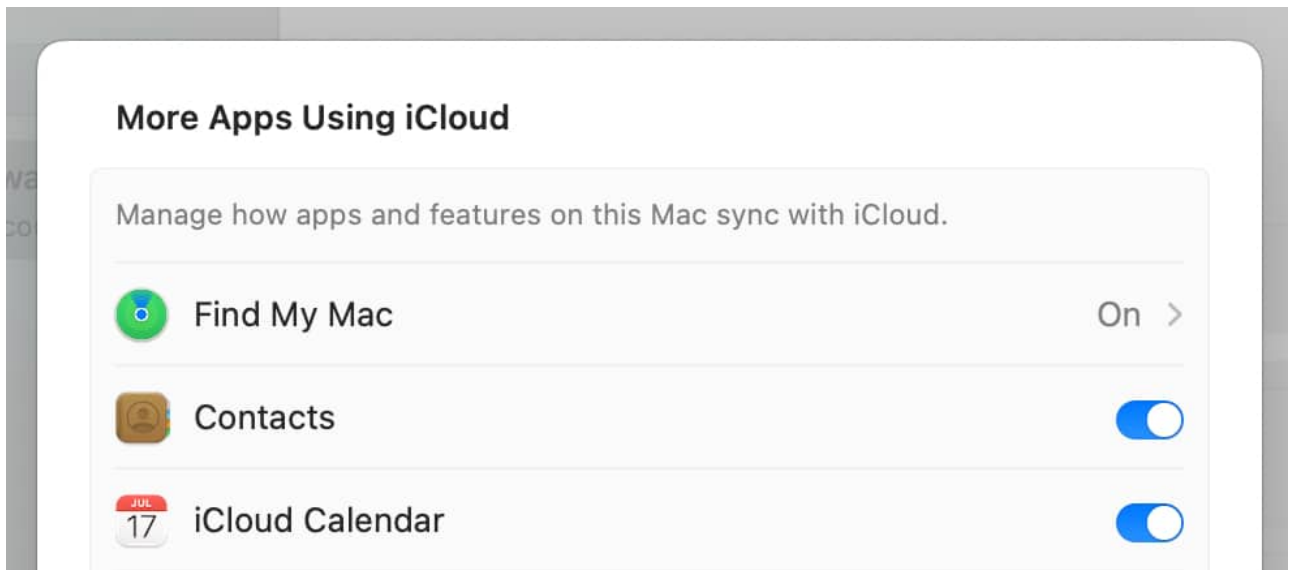 More Apps Using iCloud
Manage how apps and features on this Mac sync with iCloud.
Find My Mac On
Contacts
JUL
17
iCloud Calendar